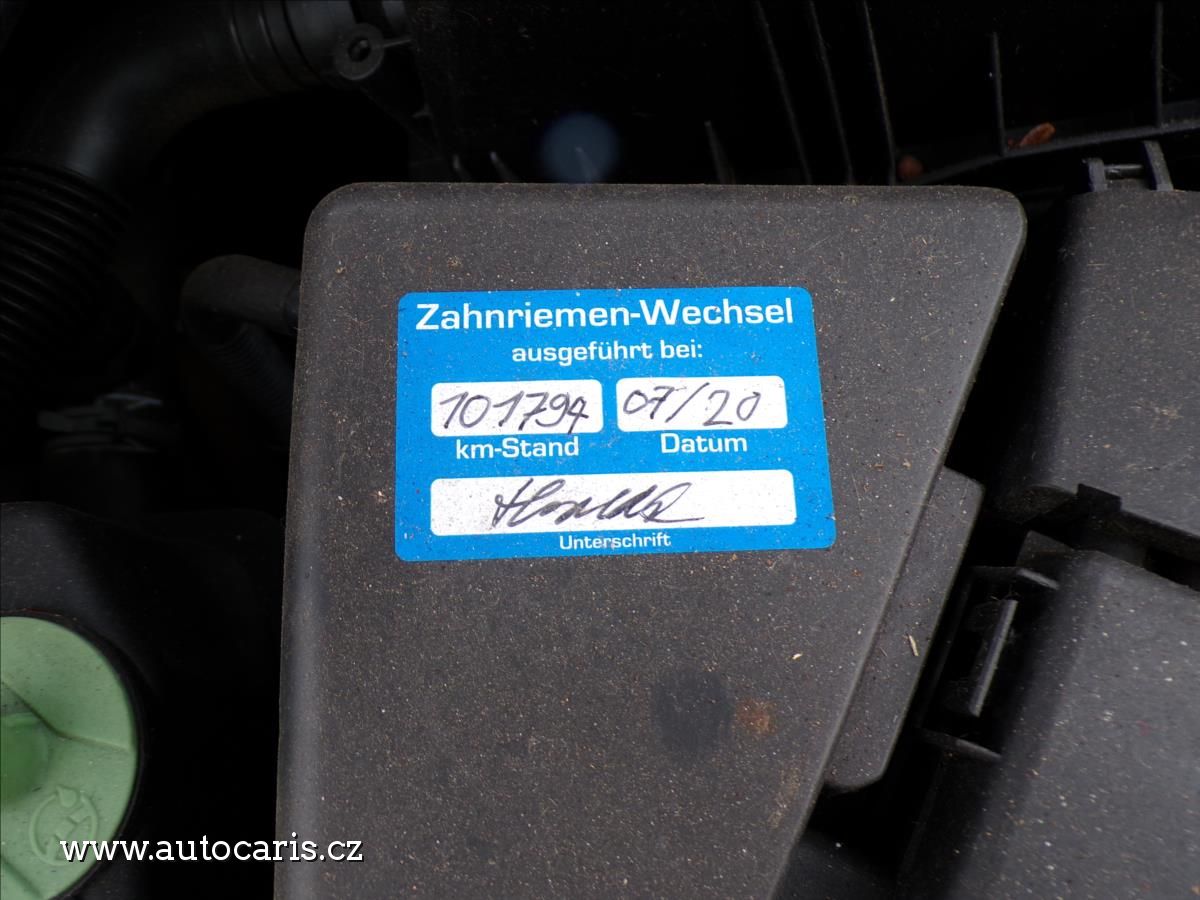 Zahnriemen-Wechsel
ausgeführt bei:
101794 07/20
km-Stand Datum
Unterschrift
www.autocaris.cz